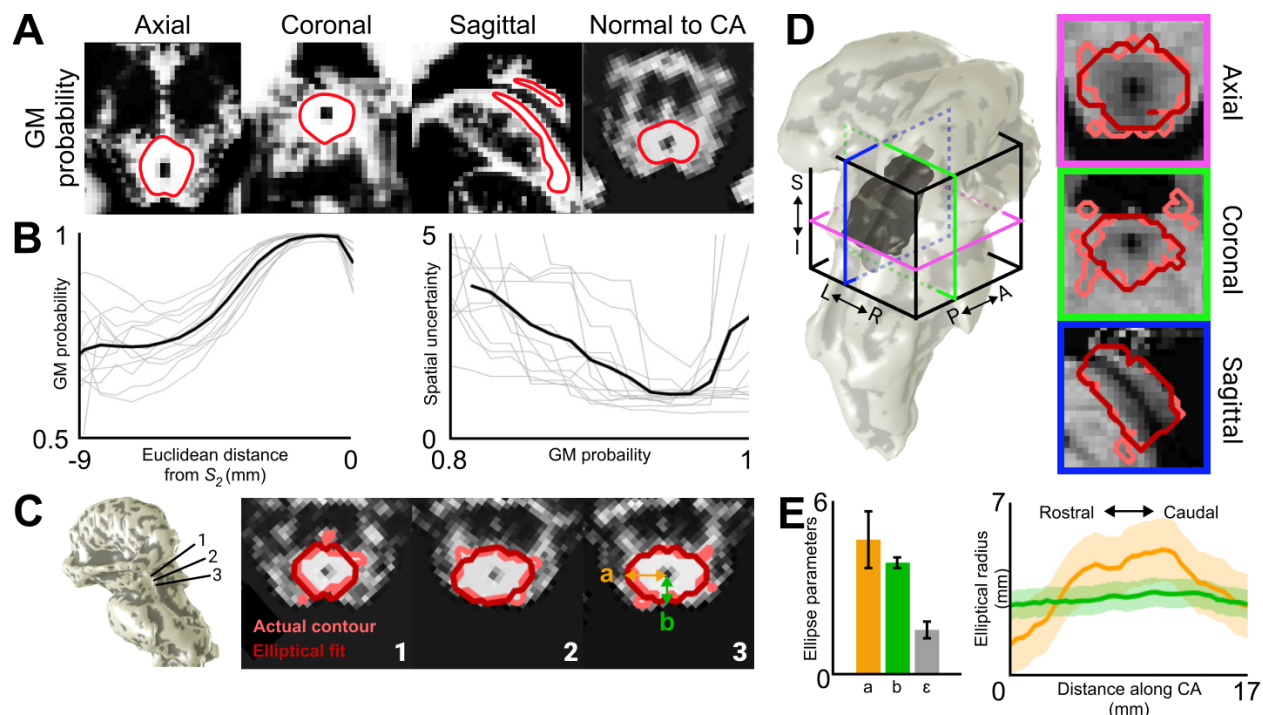 A
Axial
Coronal
Sagittal
Normal to CA
GM
probability
B
1
GM probability
0.5
-9
Euclidean distance
from S₂ (mm)
0
5
Spatial uncertainty
0
0.8
GM probaility
1
C
1
2
3
Actual contour
Elliptical fit
1
2
a
b
3
D
S
I
L
R
P
A
Axial
Coronal
Sagittal
E
6
Ellipse parameters
0
a
b
ε
7
Rostral
Caudal
Elliptical radius
(mm)
0
Distance along CA
(mm)
17